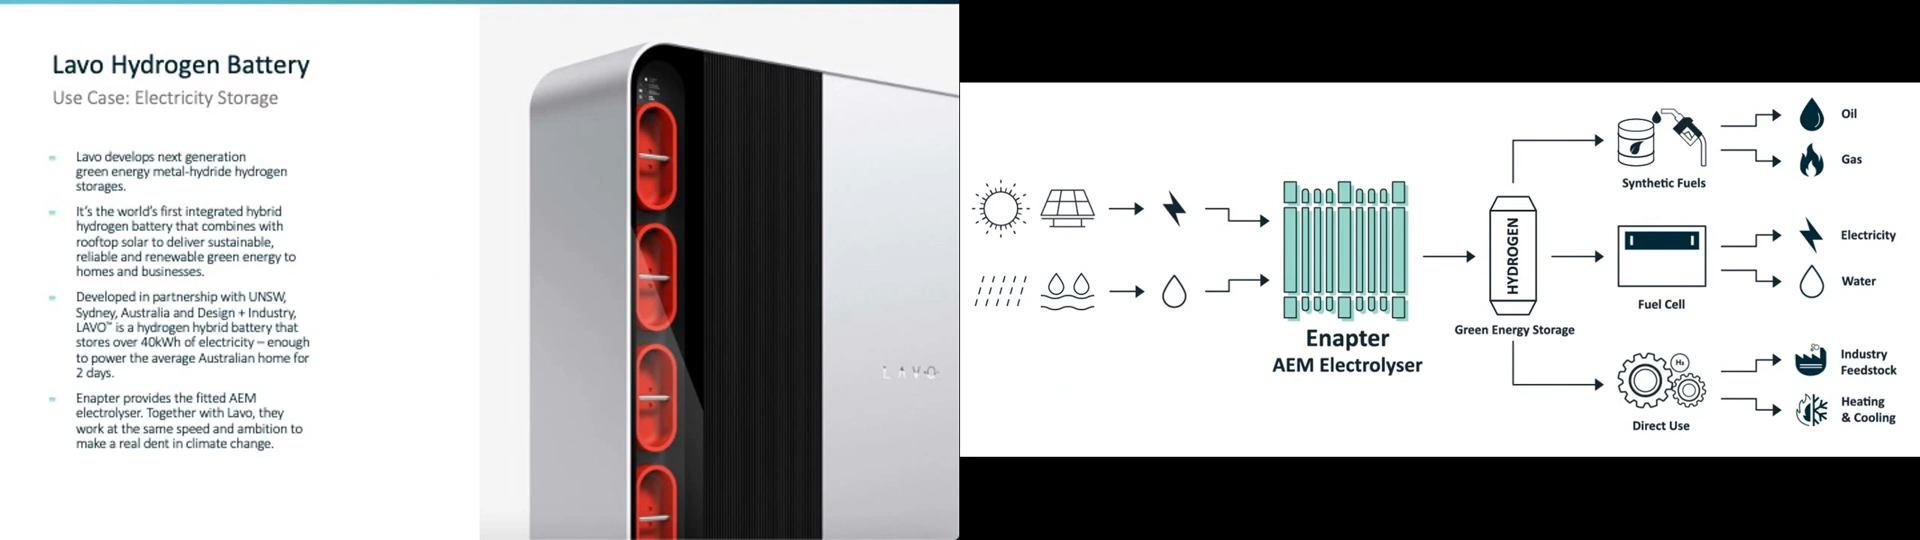 Lavo Hydrogen Battery
Use Case: Electricity Storage
Lavo develops next generation
green energy metal-hydride hydrogen
storages.
It's the world's first integrated hybrid
hydrogen battery that combines with
rooftop solar to deliver sustainable,
reliable and renewable green energy to
homes and businesses.
Developed in partnership with UNSW,
Sydney, Australia and Design + Industry,
LAVO™ is a hydrogen hybrid battery that
stores over 40kWh of electricity – enough
to power the average Australian home for
2 days.
Enapter provides the fitted AEM
electrolyser. Together with Lavo, they
work at the same speed and ambition to
make a real dent in climate change.
LAVO
Enapter
AEM Electrolyser
HYDROGEN
Green Energy Storage
Synthetic Fuels
Oil
Gas
Fuel Cell
Electricity
Water
H₂
Direct Use
Industry
Feedstock
Heating
& Cooling